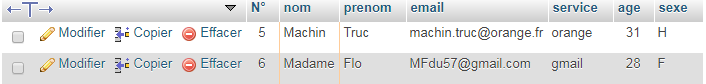 N° nom prenom email service age sexe
Modifier Copier Effacer 5 Machin Truc machin.truc@orange.fr orange 31 H
Modifier Copier Effacer 6 Madame Flo MFdu57@gmail.com gmail 28 F